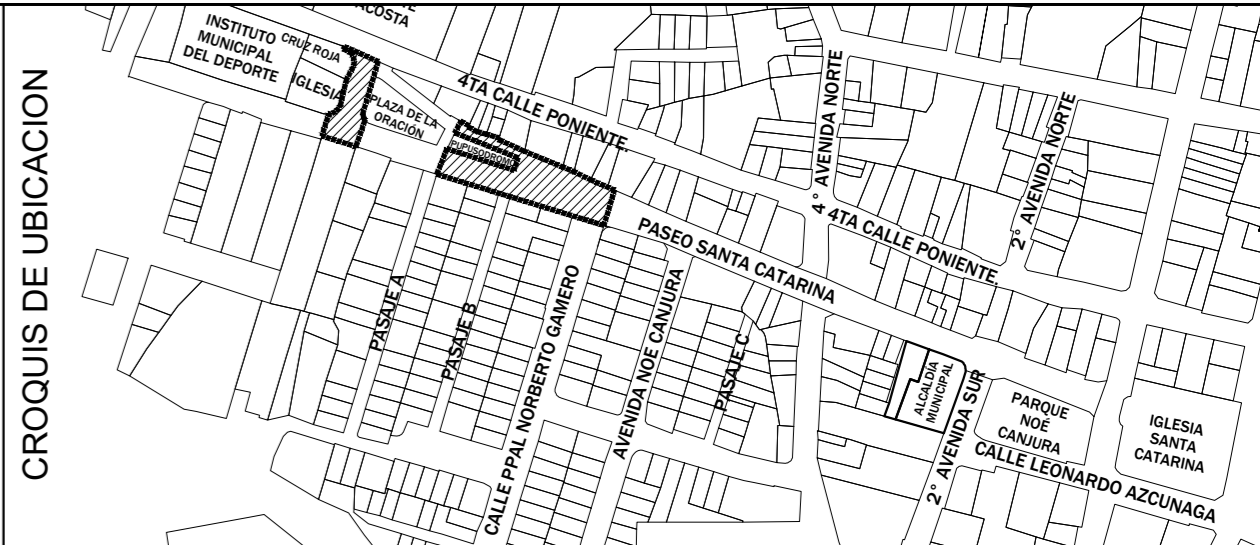 CROQUIS DE UBICACION
ACOSTA
INSTITUTO
MUNICIPAL
DEL DEPORTE
CRUZ ROJA
IGLESIA
PLAZA DE LA
ORACIÓN
PUPUSODROMO
4TA CALLE PONIENTE.
4° AVENIDA NORTE
2° AVENIDA NORTE
4TA CALLE PONIENTE.
PASEO SANTA CATARINA
PASAJE A
PASAJE B
CALLE PPAL NORBERTO GAMERO
AVENIDA NOE CANJURA
PASAJE C
ALCALDIA
MUNICIPAL
2° AVENIDA SUR
PARQUE
NOÉ
CANJURA
IGLESIA
SANTA
CATARINA
CALLE LEONARDO AZCUNAGA